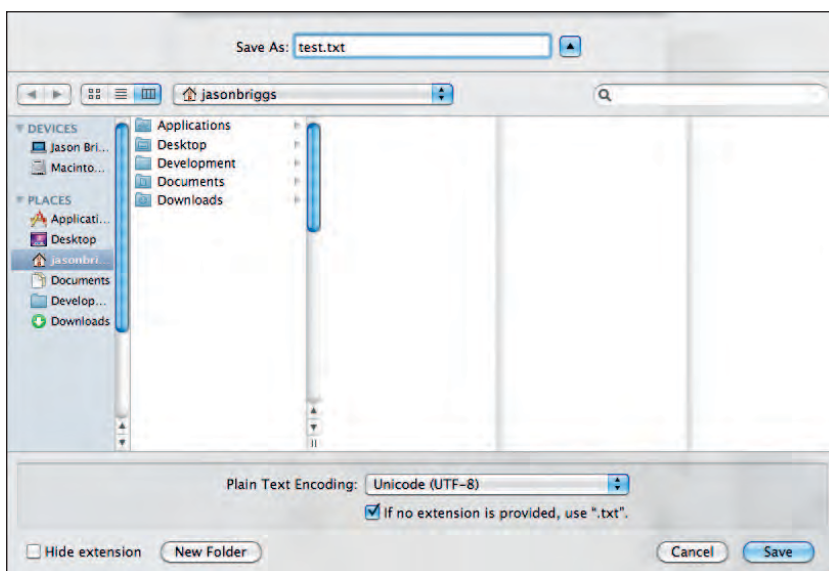 Save As: test.txt
jasonbriggs
DEVICES
Jason Bri...
Macinto...
PLACES
Applicati...
Desktop
jasonbri...
Documents
Develop...
Downloads
Applications
Desktop
Development
Documents
Downloads
Plain Text Encoding: Unicode (UTF-8)
If no extension is provided, use ".txt".
Hide extension New Folder Cancel Save